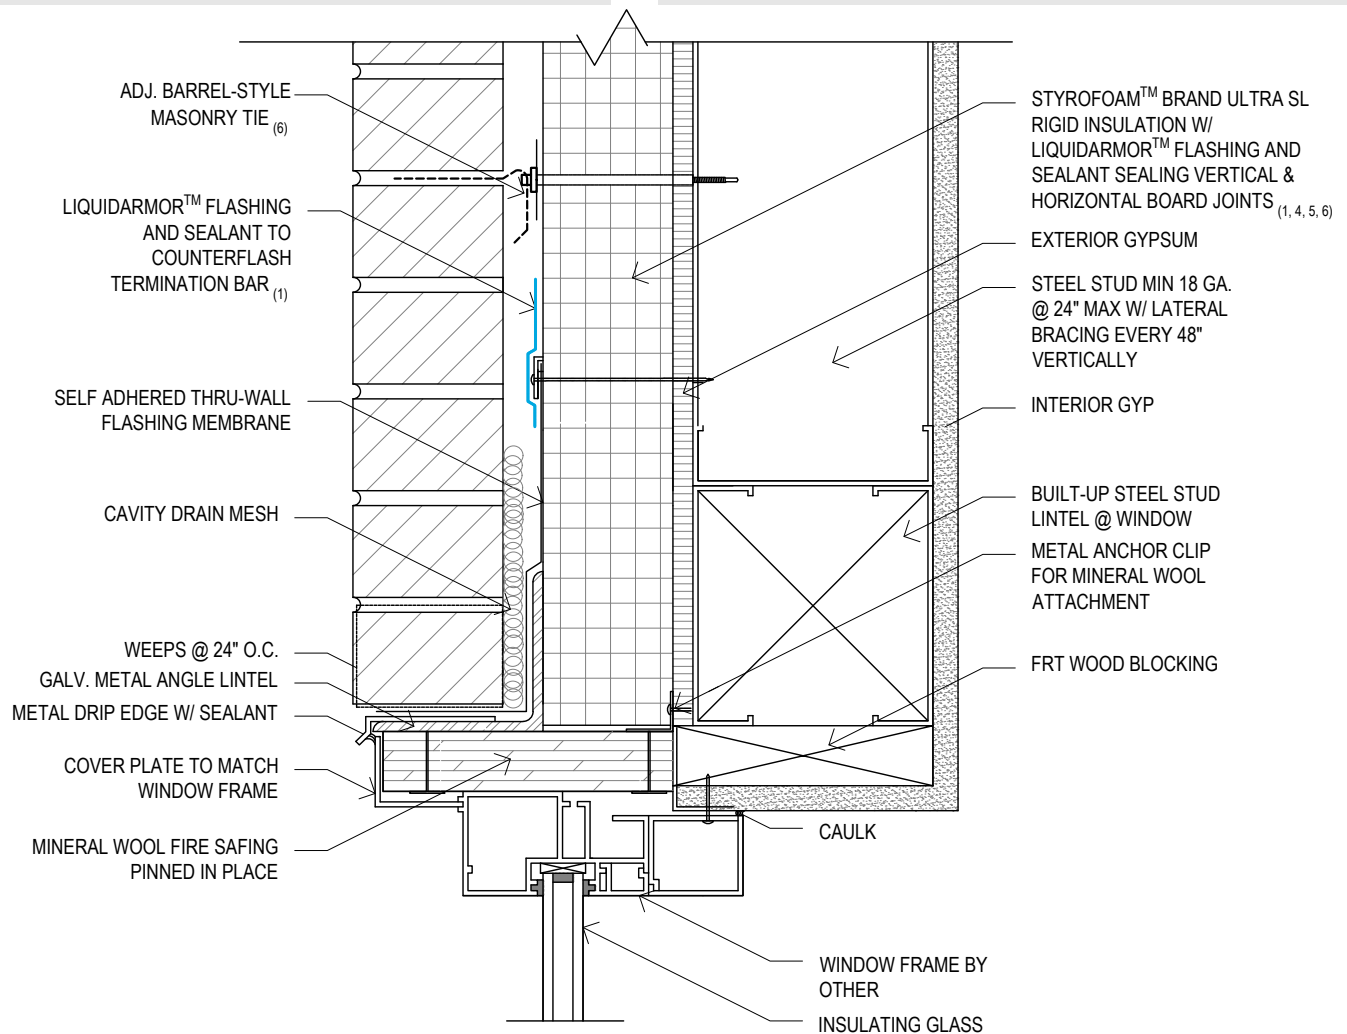 ADJ. BARREL-STYLE
MASONRY TIE (6)
LIQUIDARMOR™ FLASHING
AND SEALANT TO
COUNTERFLASH
TERMINATION BAR (1)
SELF ADHERED THRU-WALL
FLASHING MEMBRANE
CAVITY DRAIN MESH
WEEPS @ 24" O.C.
GALV. METAL ANGLE LINTEL
METAL DRIP EDGE W/ SEALANT
COVER PLATE TO MATCH
WINDOW FRAME
MINERAL WOOL FIRE SAFING
PINNED IN PLACE
STYROFOAM™ BRAND ULTRA SL
RIGID INSULATION W/
LIQUIDARMOR™ FLASHING AND
SEALANT SEALING VERTICAL &
HORIZONTAL BOARD JOINTS (1, 4, 5, 6)
EXTERIOR GYPSUM
STEEL STUD MIN 18 GA.
@ 24" MAX W/ LATERAL
BRACING EVERY 48"
VERTICALLY
INTERIOR GYP
BUILT-UP STEEL STUD
LINTEL @ WINDOW
METAL ANCHOR CLIP
FOR MINERAL WOOL
ATTACHMENT
FRT WOOD BLOCKING
CAULK
WINDOW FRAME BY
OTHER
INSULATING GLASS